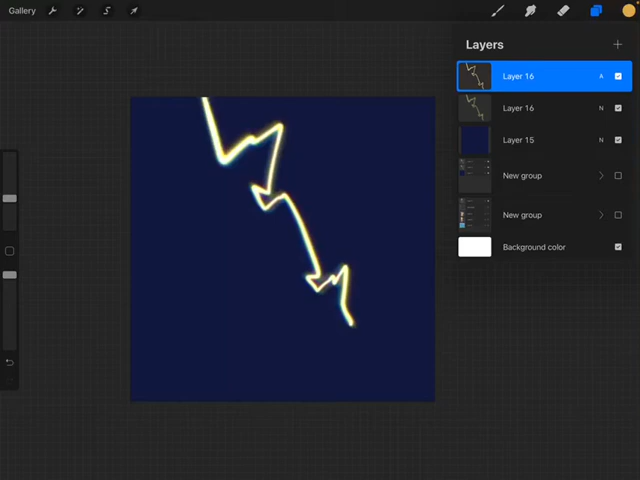 Gallery
Layers
Layer 16 A
Layer 16 N
Layer 15 N
New group
New group
Background color